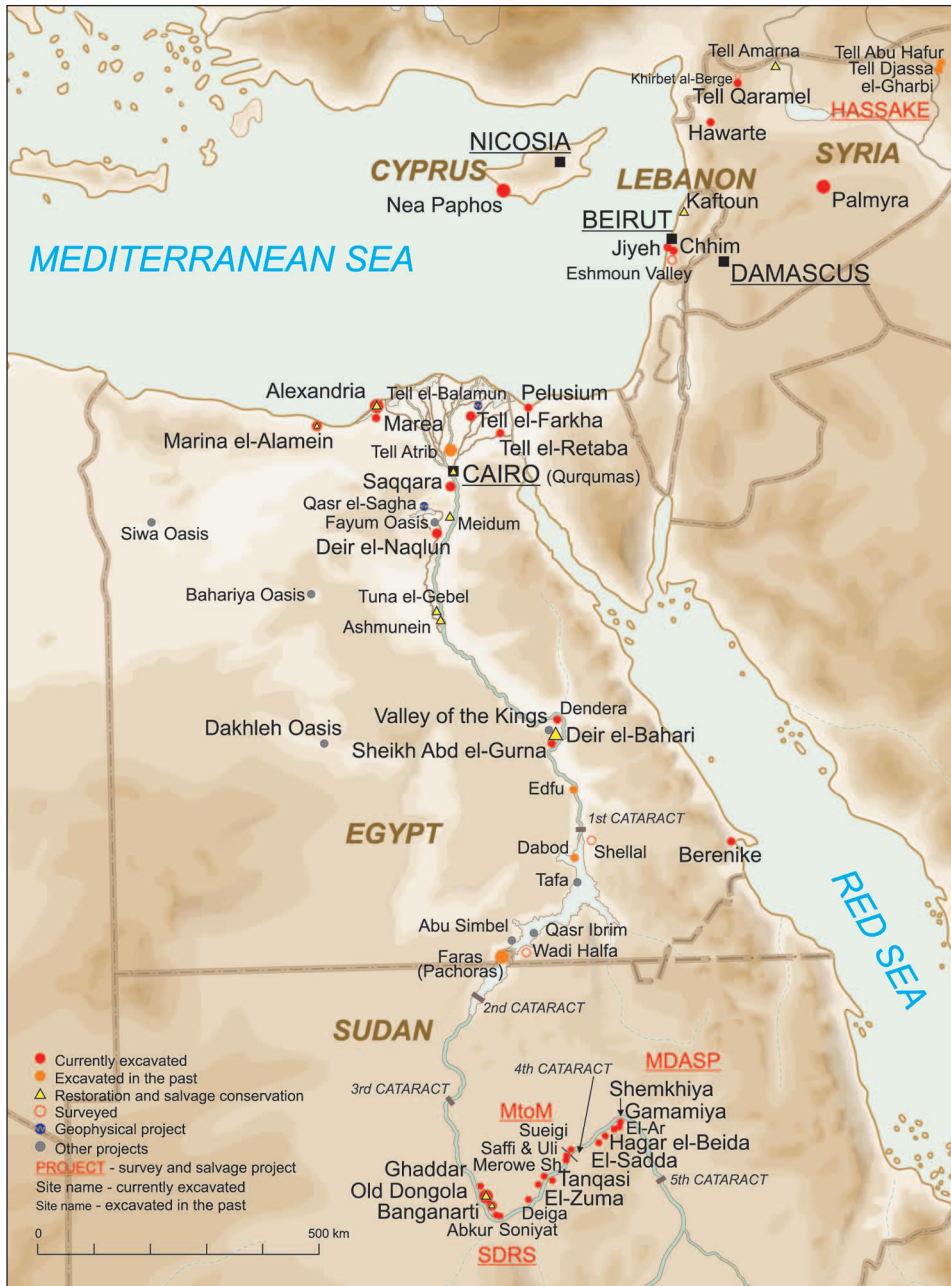 Tell Amarna
Tell Abu Hafur
Tell Djassa
el-Gharbi
Khirbet al-Berge
Tell Qaramel
HASSAKE
Hawarte
NICOSIA
CYPRUS
SYRIA
LEBANON
Nea Paphos
Kaftoun
Palmyra
BEIRUT
MEDITERRANEAN SEA
Jiyeh
Chhim
Eshmoun Valley
DAMASCUS
Alexandria
Tell el-Balamun
Pelusium
Marea
Tell el-Farkha
Marina el-Alamein
Tell el-Retaba
Tell Atrib
CAIRO (Qurqumas)
Saqqara
Qasr el-Sagha
Fayum Oasis
Meidum
Siwa Oasis
Deir el-Naqlun
Bahariya Oasis
Tuna el-Gebel
Ashmunein
Dendera
Valley of the Kings
Deir el-Bahari
Dakhleh Oasis
Sheikh Abd el-Gurna
Edfu
1st CATARACT
EGYPT
Dabod
Shellal
Berenike
Tafa
RED SEA
Abu Simbel
Qasr Ibrim
Faras
(Pachoras)
Wadi Halfa
2nd CATARACT
SUDAN
Currently excavated
Excavated in the past
Restoration and salvage conservation
Surveyed
Geophysical project
Other projects
PROJECT - survey and salvage project
Site name - currently excavated
Site name - excavated in the past
0
500 km
3rd CATARACT
4th CATARACT
MDASP
Shemkhiya
MtoM
Gamamiya
Sueigi
El-Ar
Saffi & Uli
Hagar el-Beida
Merowe Sh.
El-Sadda
Ghaddar
Tanqasi
5th CATARACT
Old Dongola
El-Zuma
Banganarti
Deiga
Abkur Soniyat
SDRS